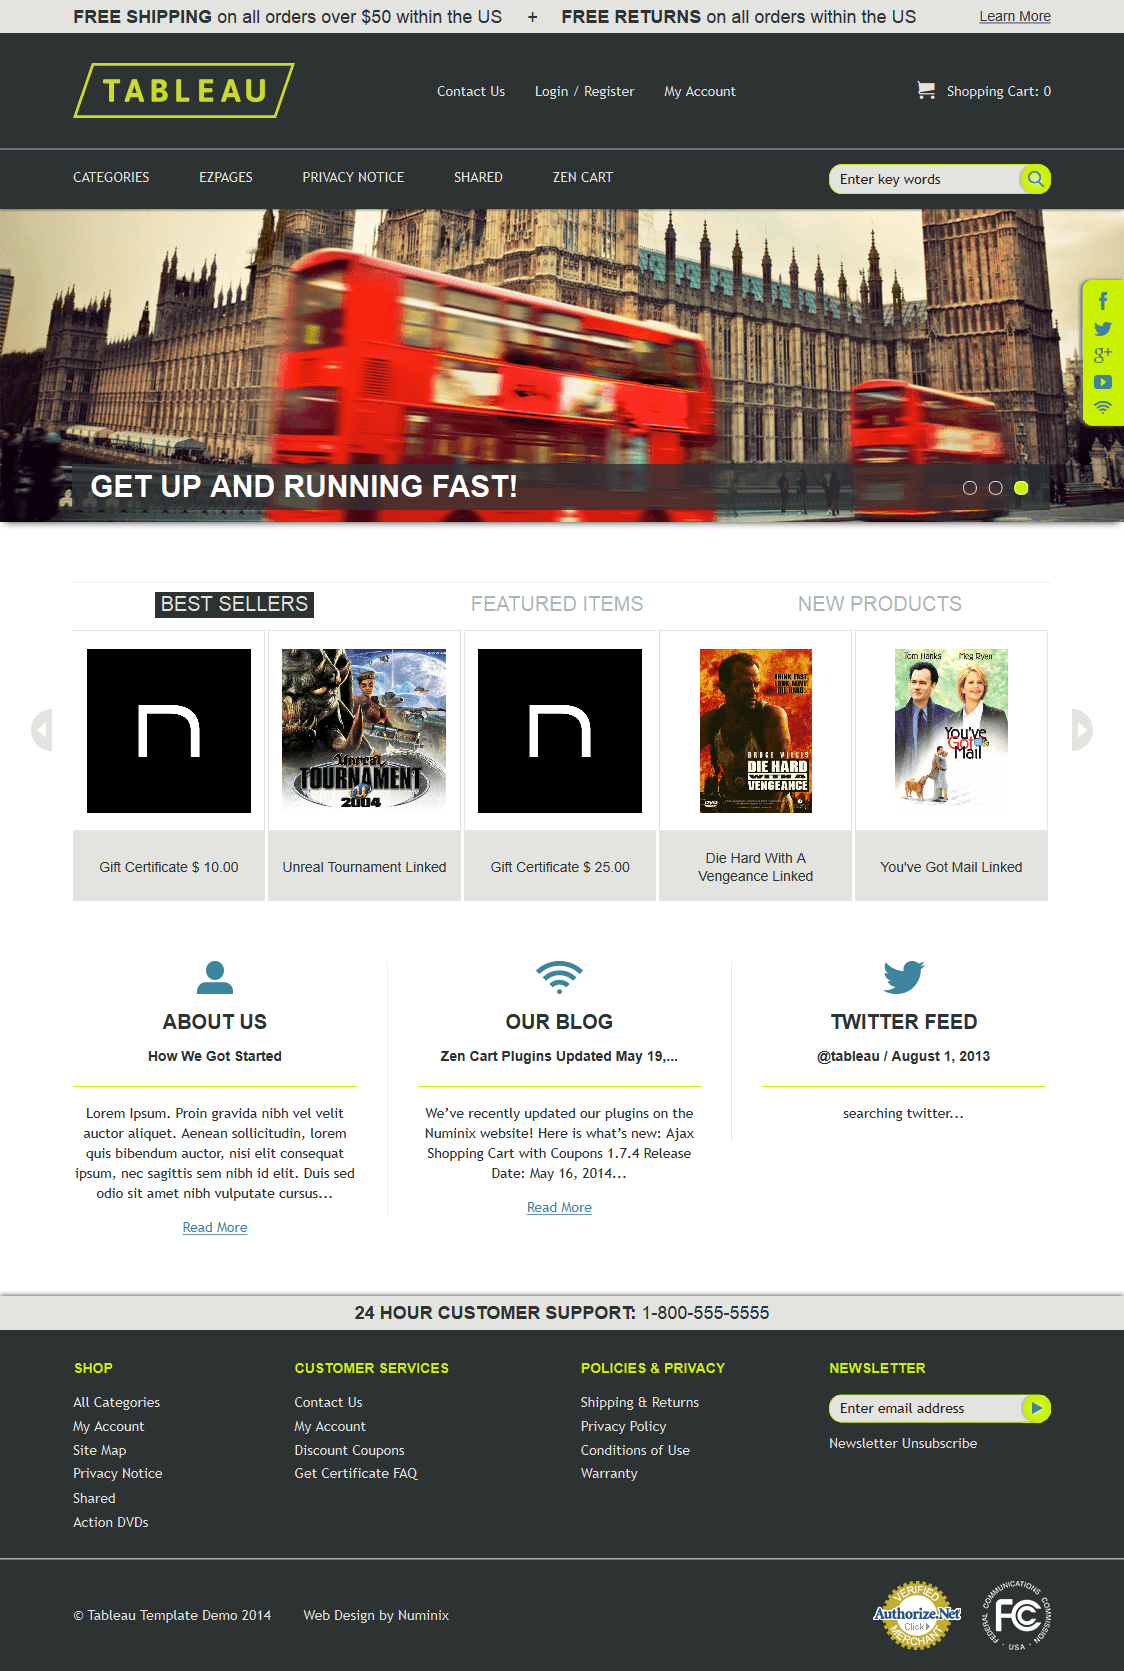 FREE SHIPPING on all orders over $50 within the US + FREE RETURNS on all orders within the US Learn More
TABLEAU
Contact Us Login / Register My Account Shopping Cart: 0
CATEGORIES EZPAGES PRIVACY NOTICE SHARED ZEN CART Enter key words
GET UP AND RUNNING FAST!
BEST SELLERS FEATURED ITEMS NEW PRODUCTS
Unreal
TOURNAMENT
2004
THINK FAST.
LOOK ALIVE.
DIE HARD.
BRUCE WILLIS
DIE HARD
WITH A
VENGEANCE
DVD
Tom Hanks Meg Ryan
You've
Got
Mail
Gift Certificate $ 10.00
Unreal Tournament Linked
Gift Certificate $ 25.00
Die Hard With A
Vengeance Linked
You've Got Mail Linked
ABOUT US
How We Got Started
Lorem Ipsum. Proin gravida nibh vel velit
auctor aliquet. Aenean sollicitudin, lorem
quis bibendum auctor, nisi elit consequat
ipsum, nec sagittis sem nibh id elit. Duis sed
odio sit amet nibh vulputate cursus...
Read More
OUR BLOG
Zen Cart Plugins Updated May 19,...
We've recently updated our plugins on the
Numinix website! Here is what's new: Ajax
Shopping Cart with Coupons 1.7.4 Release
Date: May 16, 2014...
Read More
TWITTER FEED
@tableau / August 1, 2013
searching twitter...
24 HOUR CUSTOMER SUPPORT: 1-800-555-5555
SHOP
All Categories
My Account
Site Map
Privacy Notice
Shared
Action DVDs
CUSTOMER SERVICES
Contact Us
My Account
Discount Coupons
Get Certificate FAQ
POLICIES & PRIVACY
Shipping & Returns
Privacy Policy
Conditions of Use
Warranty
NEWSLETTER
Enter email address
Newsletter Unsubscribe
© Tableau Template Demo 2014 Web Design by Numinix
VERIFIED
Authorize.Net
Click
MERCHANT
FEDERAL COMMUNICATIONS COMMISSION
FC
- USA -